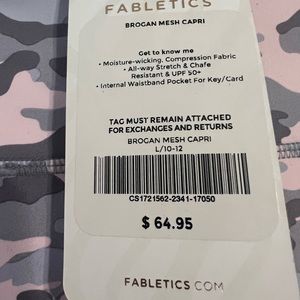 FABLETICS
BROGAN MESH CAPRI
Get to know me
• Moisture-wicking, Compression Fabric
• All-way Stretch & Chafe
Resistant & UPF 50+
• Internal Waistband Pocket For Key/Card
TAG MUST REMAIN ATTACHED
FOR EXCHANGES AND RETURNS
BROGAN MESH CAPRI
L/10-12
CS1721562-2341-17050
$ 64.95
FABLETICS.COM